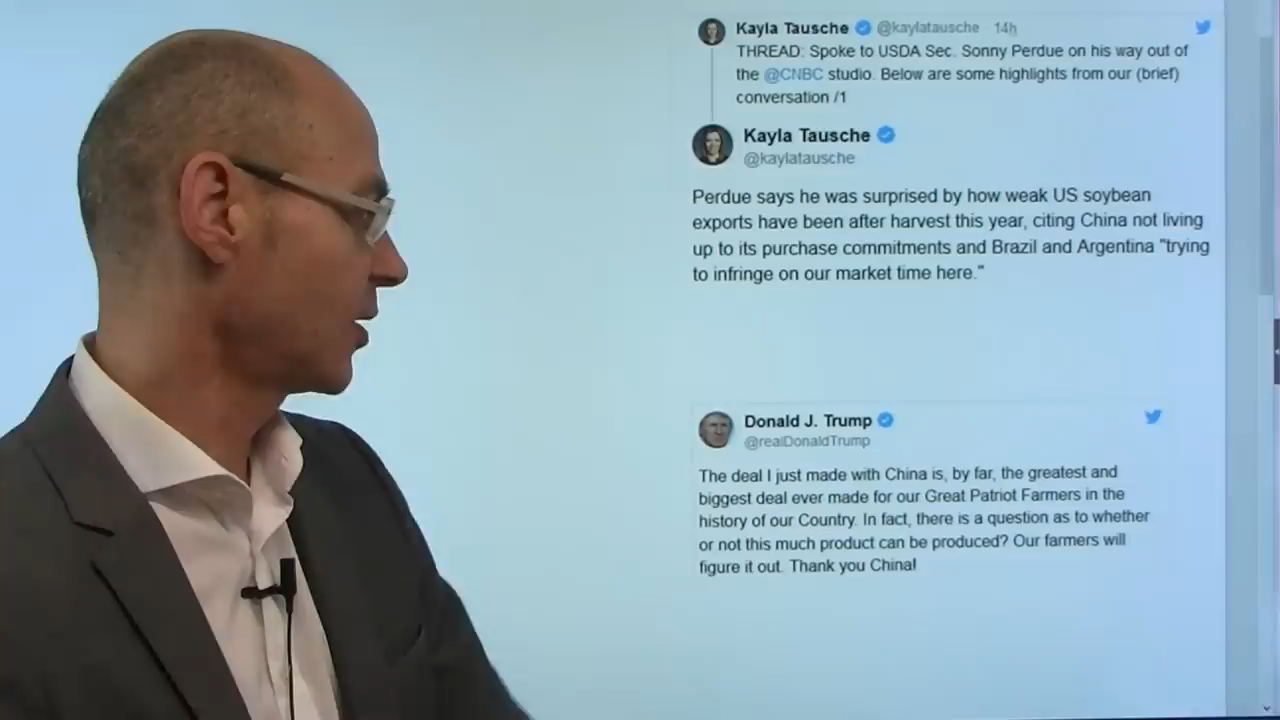 Kayla Tausche @kaylatausche · 14h
THREAD: Spoke to USDA Sec. Sonny Perdue on his way out of
the @CNBC studio. Below are some highlights from our (brief)
conversation /1
Kayla Tausche
@kaylatausche
Perdue says he was surprised by how weak US soybean
exports have been after harvest this year, citing China not living
up to its purchase commitments and Brazil and Argentina "trying
to infringe on our market time here."
Donald J. Trump
@realDonaldTrump
The deal I just made with China is, by far, the greatest and
biggest deal ever made for our Great Patriot Farmers in the
history of our Country. In fact, there is a question as to whether
or not this much product can be produced? Our farmers will
figure it out. Thank you China!